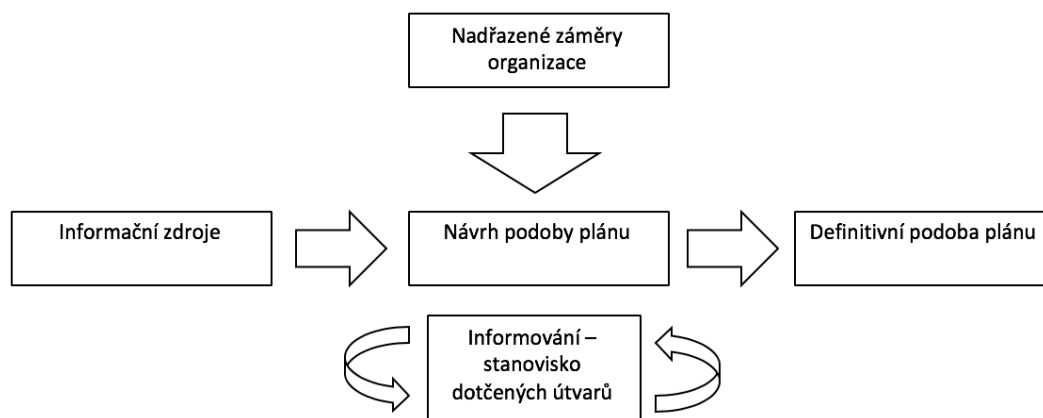 Nadřazené záměry
organizace
Informační zdroje
Návrh podoby plánu
Definitivní podoba plánu
Informování –
stanovisko
dotčených útvarů